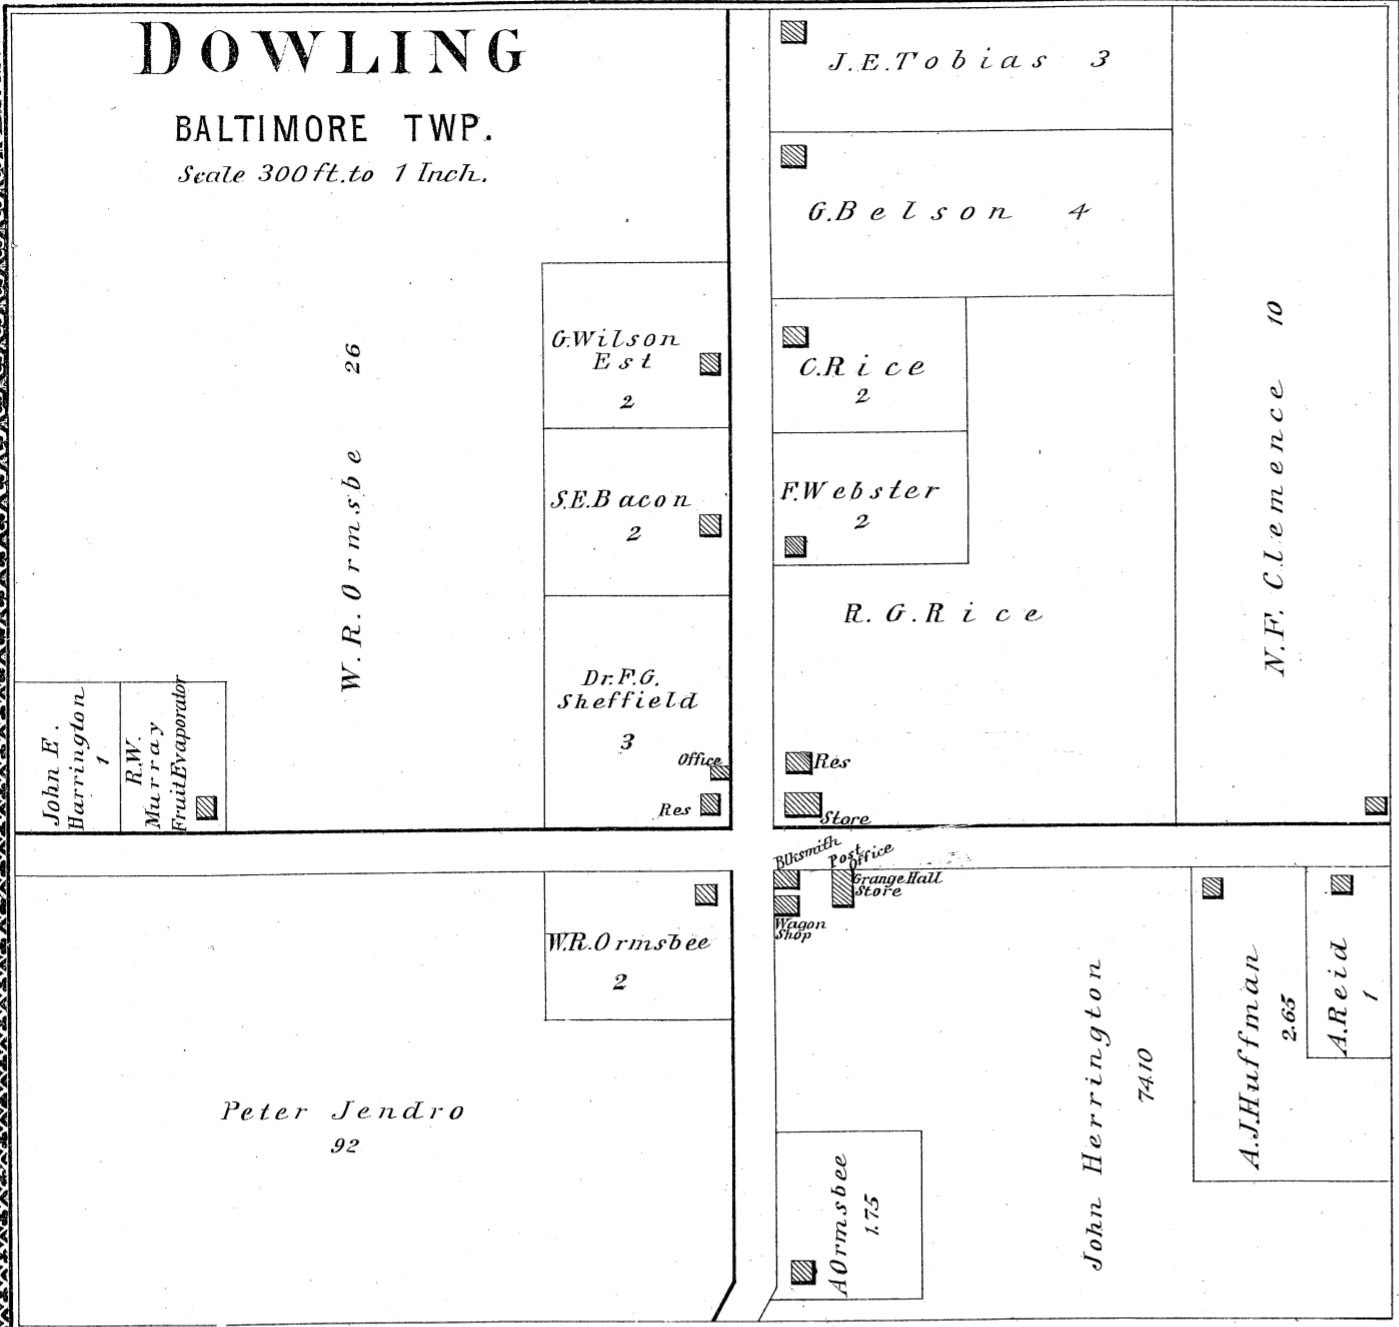 DOWLING
BALTIMORE TWP.
Scale 300 ft. to 1 Inch.
J.E. Tobias 3
G. Belson 4
G. Wilson
Est
2
C. Rice
2
W. R. Ormsbe 26
S.E. Bacon
2
F. Webster
2
N. F. Clemence 10
R. G. Rice
Dr. F. G.
Sheffield
3
Office
Res
Res
Store
John E.
Harrington
1
R.W.
Murray
Fruit Evaporator
Blksmith
Post
Office
Grange Hall
Store
Wagon
Shop
W.R. Ormsbee
2
Peter Jendro
92
A Ormsbee
1.75
John Herrington
74.10
A.J. Huffman
2.65
A. Reid
1